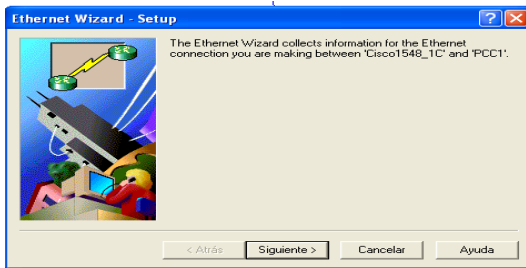 Ethernet Wizard - Setup
The Ethernet Wizard collects information for the Ethernet
connection you are making between 'Cisco1548_1C' and 'PCC1'.
< Atrás
Siguiente >
Cancelar
Ayuda